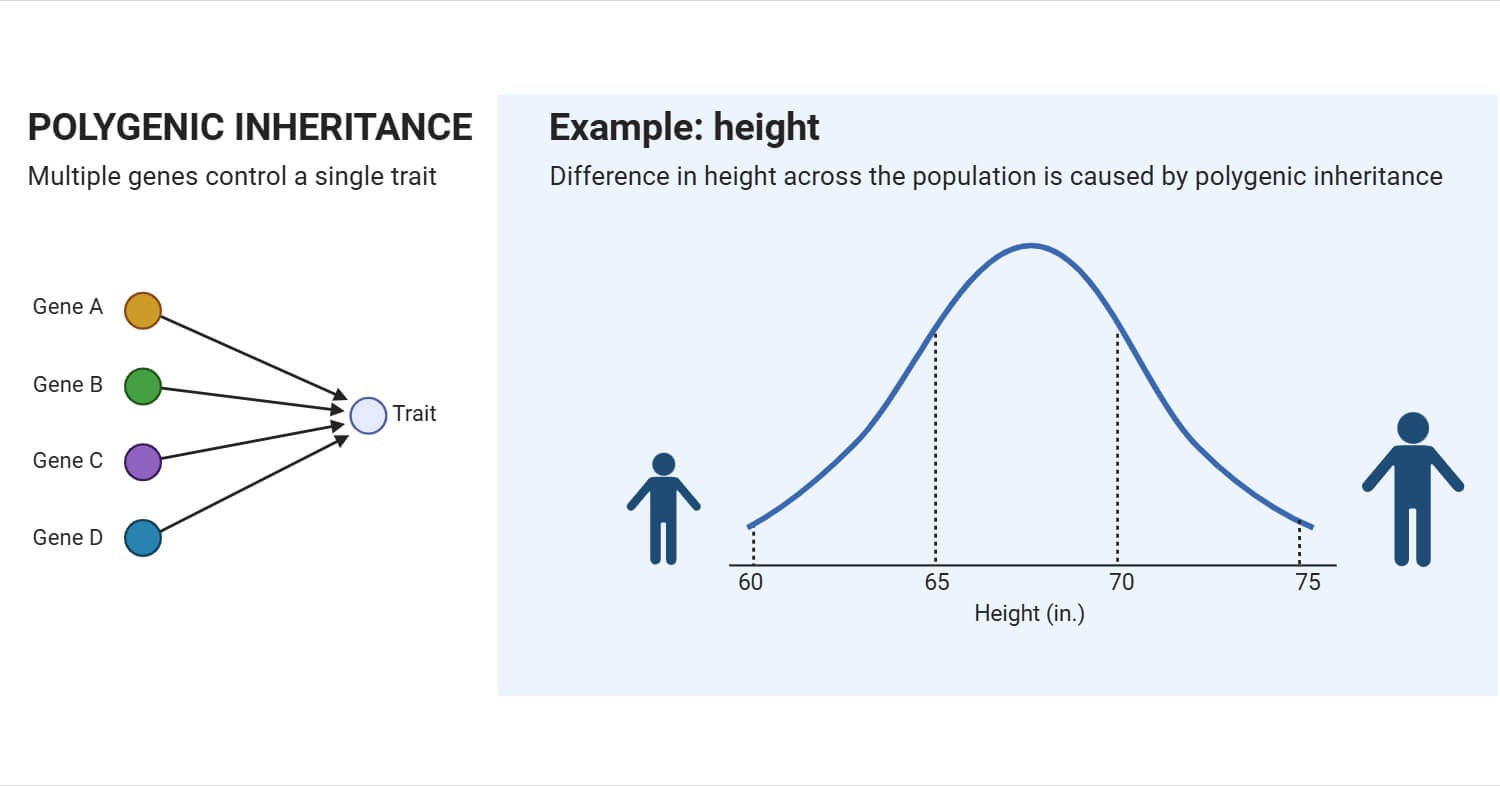 POLYGENIC INHERITANCE
Multiple genes control a single trait
Gene A
Gene B
Gene C
Gene D
Trait
Example: height
Difference in height across the population is caused by polygenic inheritance
60 65 70 75
Height (in.)